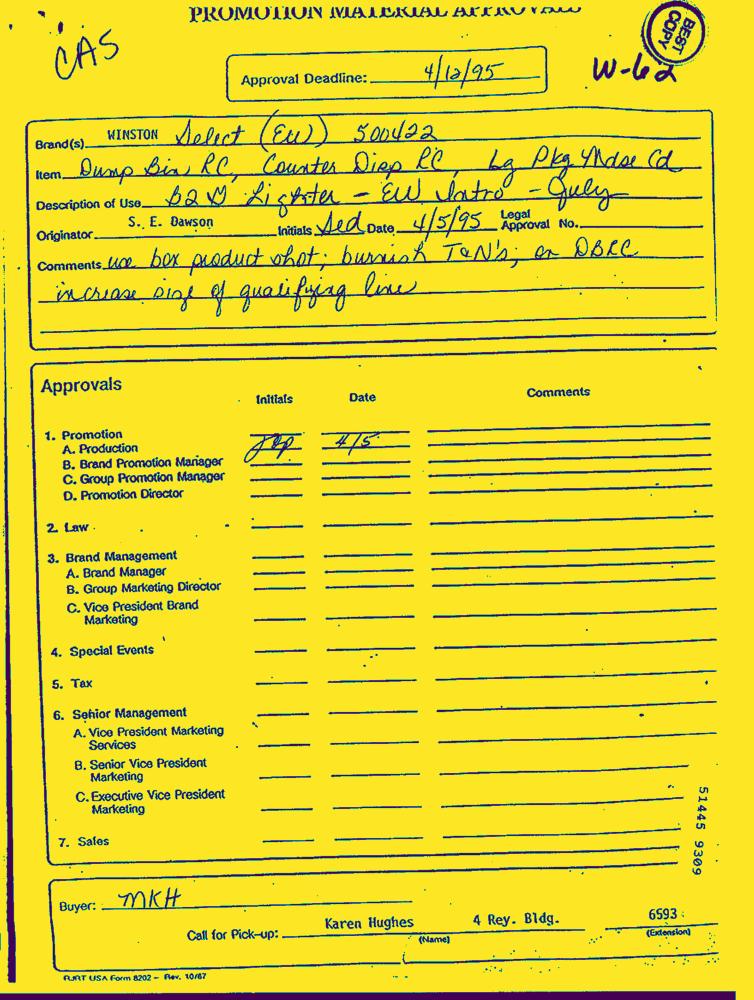 PROMOTION MATERIAL APPROVALS
CAS
BEST COPY
Approval Deadline: 4/12/95
W-62
Brand(s) WINSTON Select (EW) 500422
Item Dump Bin RC, Counter Disp RC, Lg Pkg Mdse Cd
Description of Use B2 Lighter - EW Intro - July
Originator S. E. Dawson Initials Sed Date 4/5/95 Legal Approval No.
Comments use box product shot; burnish T&N's; on DBRC
increase size of qualifying line
Approvals
Initials Date Comments
1. Promotion
A. Production 4/5
B. Brand Promotion Manager
C. Group Promotion Manager
D. Promotion Director
2. Law
3. Brand Management
A. Brand Manager
B. Group Marketing Director
C. Vice President Brand
Marketing
4. Special Events
5. Tax
6. Senior Management
A. Vice President Marketing
Services
B. Senior Vice President
Marketing
C. Executive Vice President
Marketing
7. Sales
51445 9309
Buyer: MKH
Call for Pick-up: Karen Hughes 4 Rey. Bldg. 6593
(Name) (Extension)
RJRT USA Form 8202 - Rev. 10/87